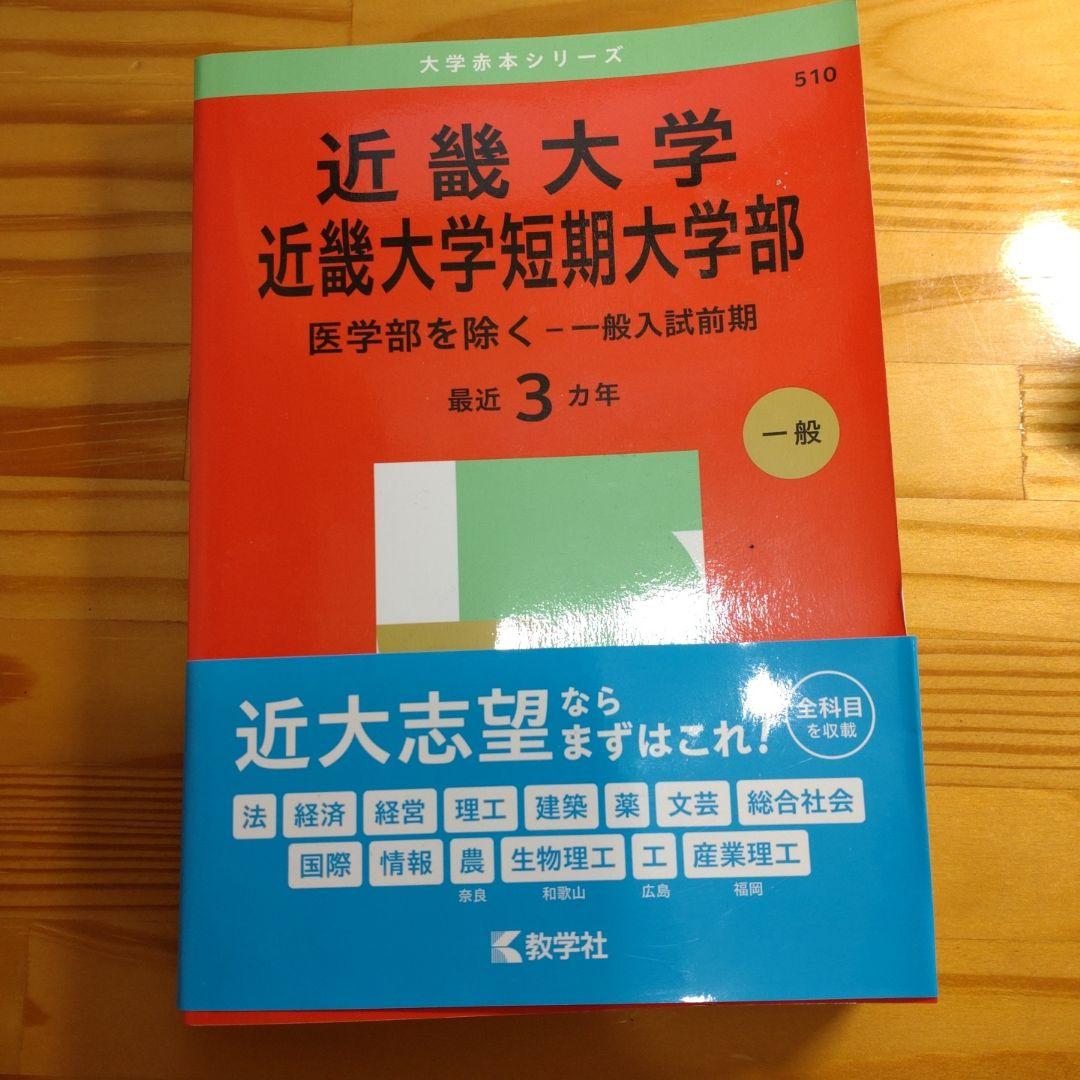 大学赤本シリーズ
510
近畿大学
近畿大学短期大学部
医学部を除く－一般入試前期
最近3カ年
一般
近大志望なら
まずはこれ!
全科目
を収載
法 経済 経営 理工 建築 薬 文芸 総合社会
国際 情報 農 生物理工 工 産業理工
奈良 和歌山 広島 福岡
教学社